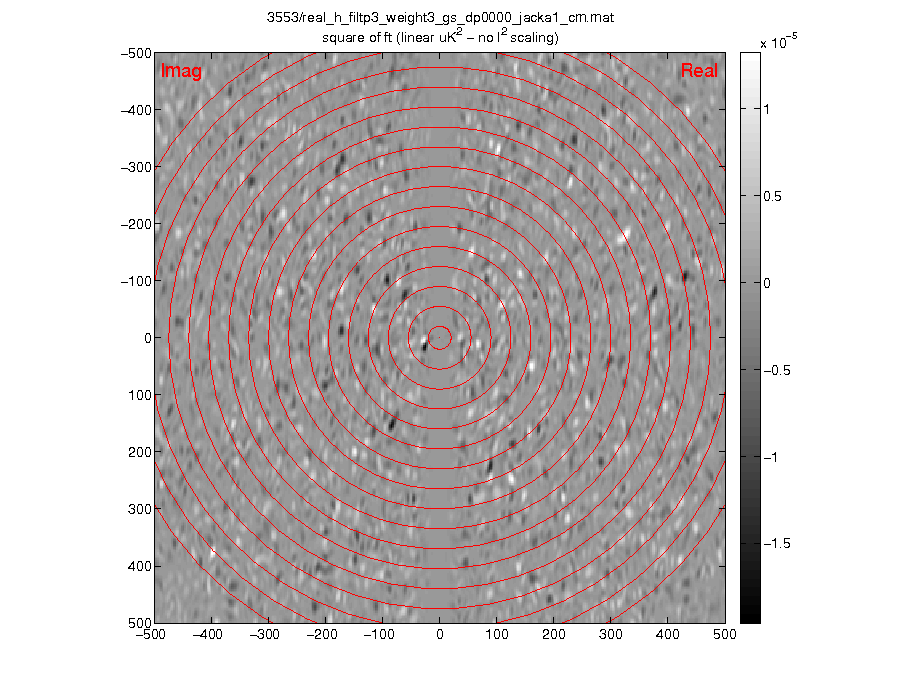 3553/real_h_filtp3_weight3_gs_dp0000_jacka1_cm.mat
square of ft (linear uK² − no l² scaling)
x 10⁻⁵
Imag
Real
−500
−400
−300
−200
−100
0
100
200
300
400
500
−500 −400 −300 −200 −100 0 100 200 300 400 500
1
0.5
0
−0.5
−1
−1.5